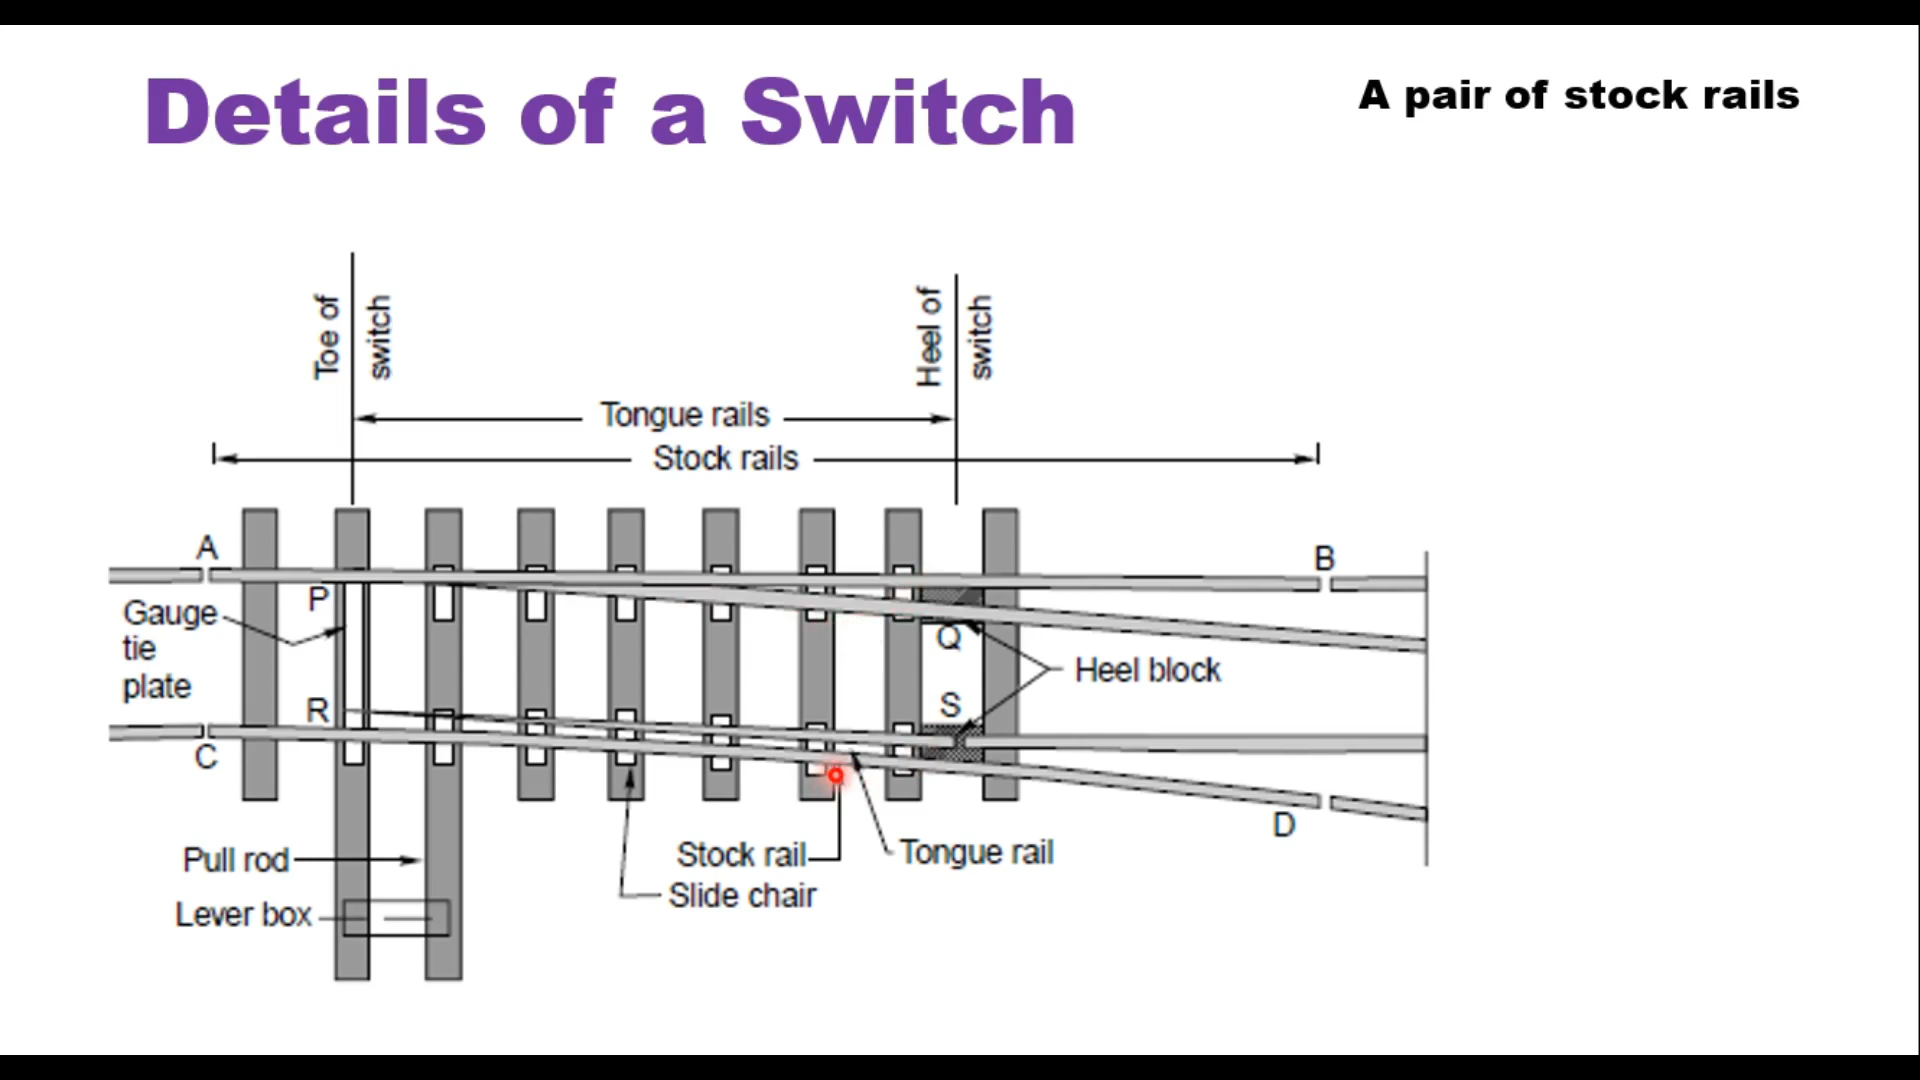 Details of a Switch
A pair of stock rails
Toe of
switch
Heel of
switch
Tongue rails
Stock rails
A
B
P
Gauge
tie
plate
Q
Heel block
R
S
C
D
Pull rod
Stock rail
Tongue rail
Slide chair
Lever box